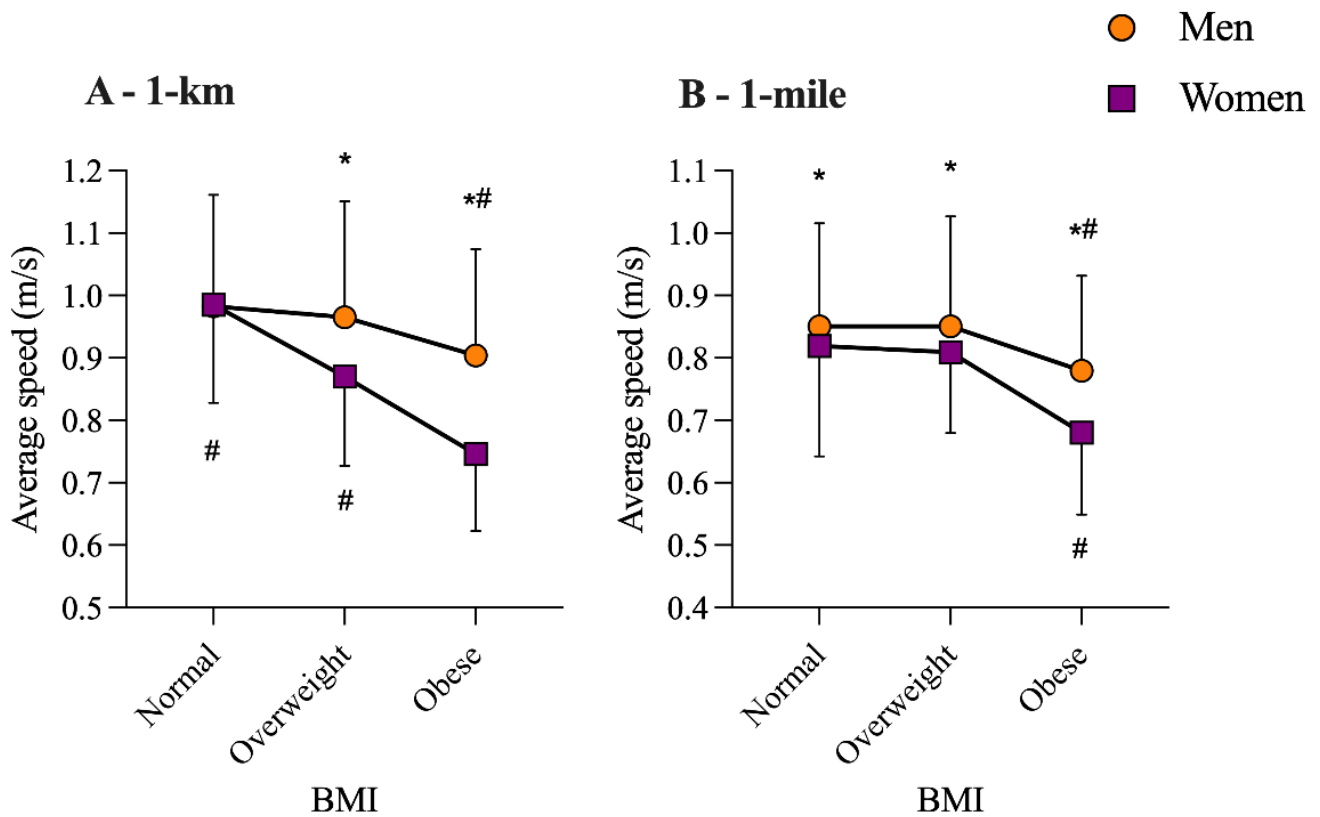 Men
Women
A - 1-km
B - 1-mile
Average speed (m/s)
1.2
1.1
1.0
0.9
0.8
0.7
0.6
0.5
*
*#
#
#
Normal
Overweight
Obese
BMI
Average speed (m/s)
1.1
1.0
0.9
0.8
0.7
0.6
0.5
0.4
*
*
*#
#
Normal
Overweight
Obese
BMI